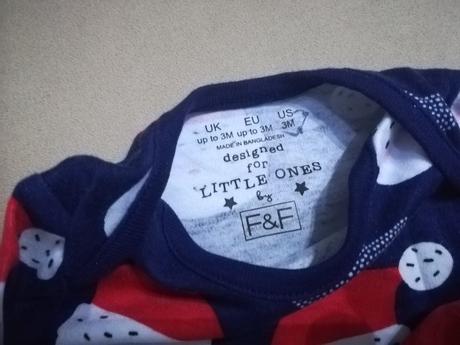 UK EU US
up to 3M up to 3M 3M
MADE IN BANGLADESH
designed
for
LITTLE ONES
by
F&F